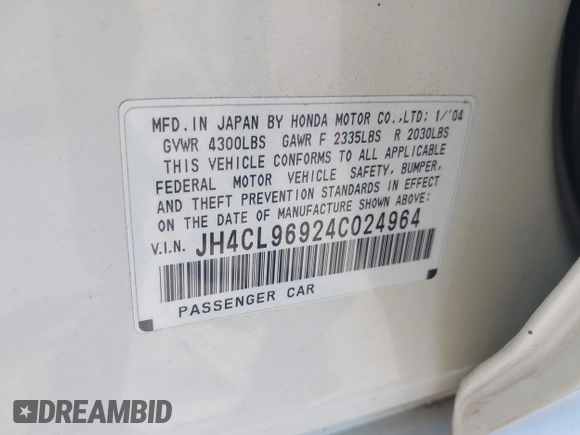 MFD. IN JAPAN BY HONDA MOTOR CO.,LTD: 1/'04
GVWR 4300LBS GAWR F 2335LBS R 2030LBS
THIS VEHICLE CONFORMS TO ALL APPLICABLE
FEDERAL MOTOR VEHICLE SAFETY, BUMPER,
AND THEFT PREVENTION STANDARDS IN EFFECT
ON THE DATE OF MANUFACTURE SHOWN ABOVE:
V.I.N. JH4CL96924C024964
PASSENGER CAR
DREAMBID